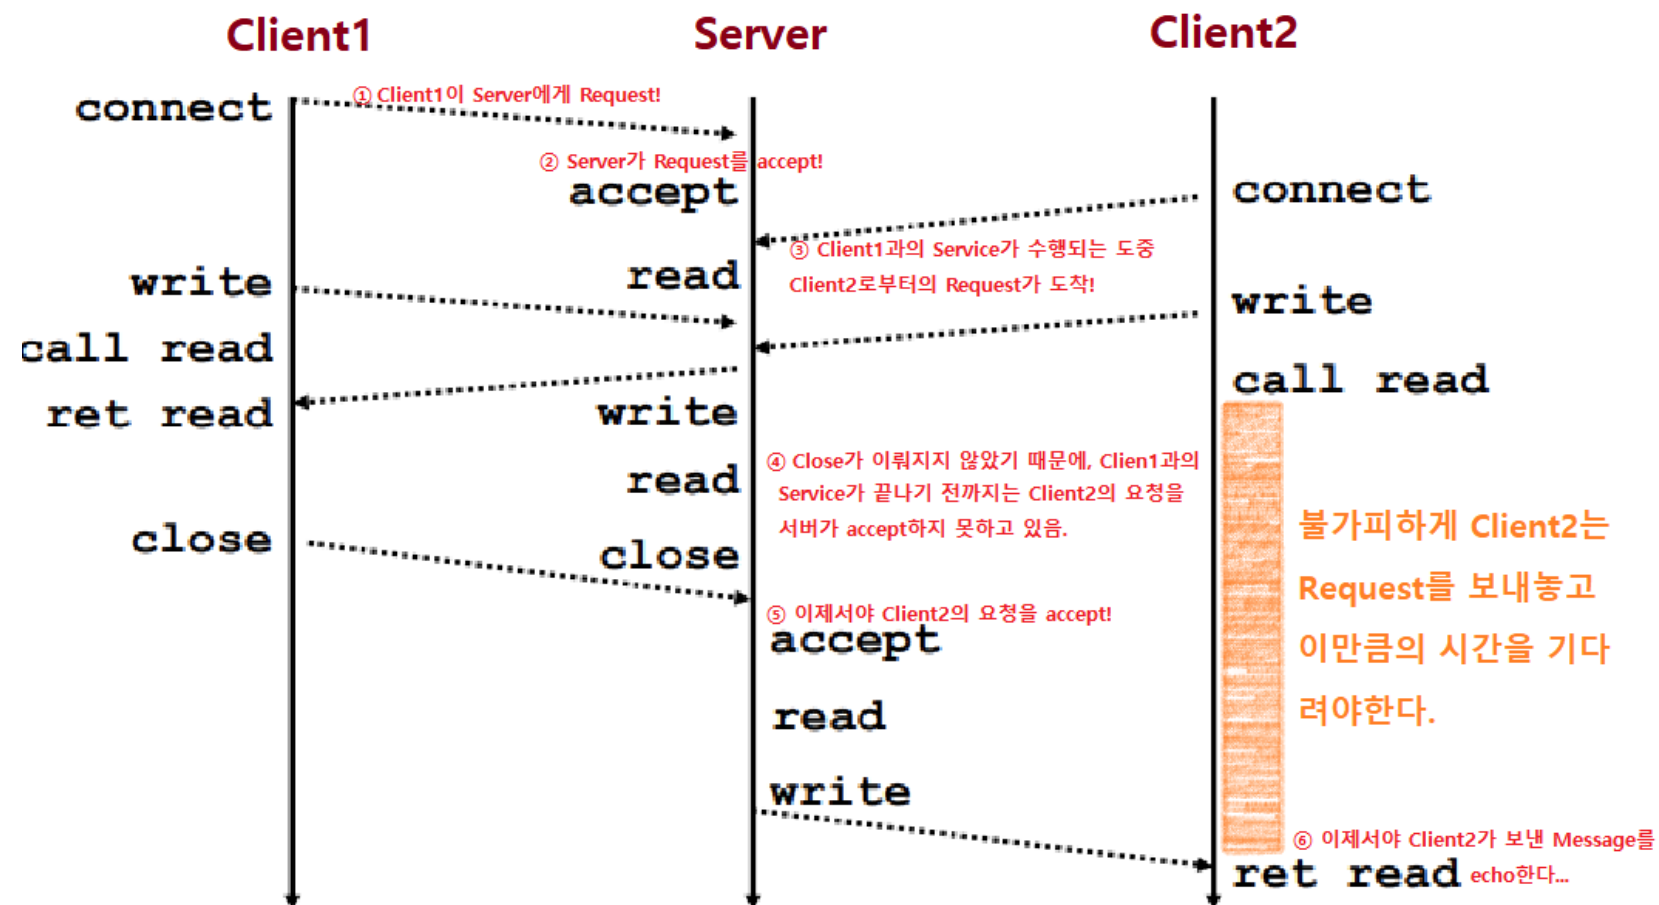 Client1
Server
Client2
connect
① Client1이 Server에게 Request!
② Server가 Request를 accept!
accept
connect
③ Client1과의 Service가 수행되는 도중
Client2로부터의 Request가 도착!
read
write
write
call read
call read
ret read
write
④ Close가 이뤄지지 않았기 때문에, Clien1과의
Service가 끝나기 전까지는 Client2의 요청을
서버가 accept하지 못하고 있음.
read
close
close
불가피하게 Client2는
Request를 보내놓고
이만큼의 시간을 기다
려야한다.
⑤ 이제서야 Client2의 요청을 accept!
accept
read
write
⑥ 이제서야 Client2가 보낸 Message를
echo한다...
ret read